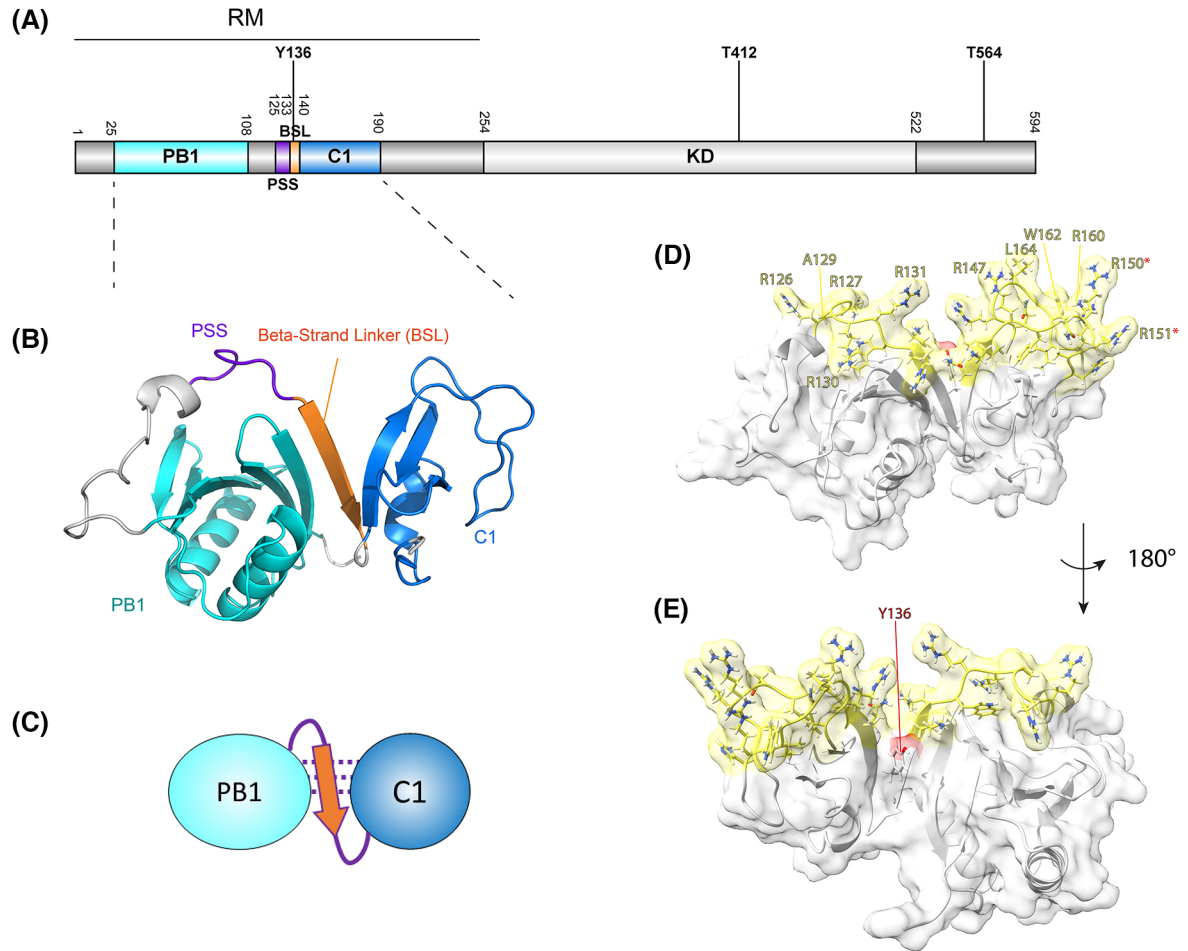 (A)
RM
Y136
T412
T564
1
25
108
125
133
140
190
254
522
594
BSL
PB1
C1
KD
PSS
(B)
PSS
Beta-Strand Linker (BSL)
PB1
C1
(C)
PB1
C1
(D)
R126
A129
R127
R131
R130
R147
L164
W162
R160
R150*
R151*
180°
(E)
Y136